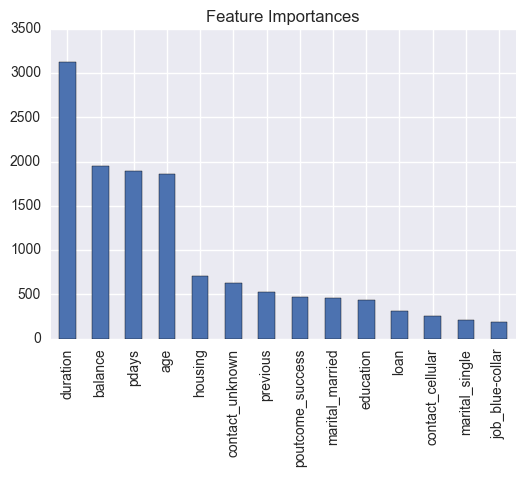 Feature Importances
3500
3000
2500
2000
1500
1000
500
0
duration
balance
pdays
age
housing
contact_unknown
previous
poutcome_success
marital_married
education
loan
contact_cellular
marital_single
job_blue-collar